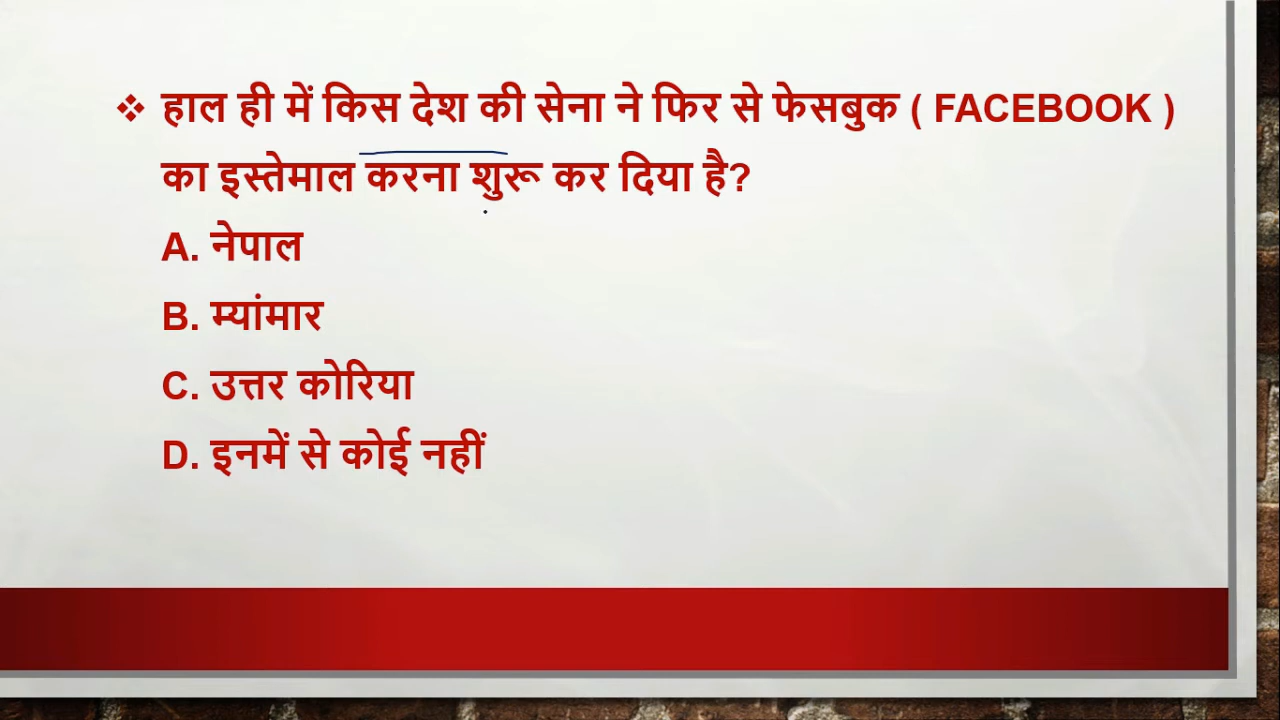 ❖ हाल ही में किस देश की सेना ने फिर से फेसबुक ( FACEBOOK )
का इस्तेमाल करना शुरू कर दिया है?
A. नेपाल
B. म्यांमार
C. उत्तर कोरिया
D. इनमें से कोई नहीं